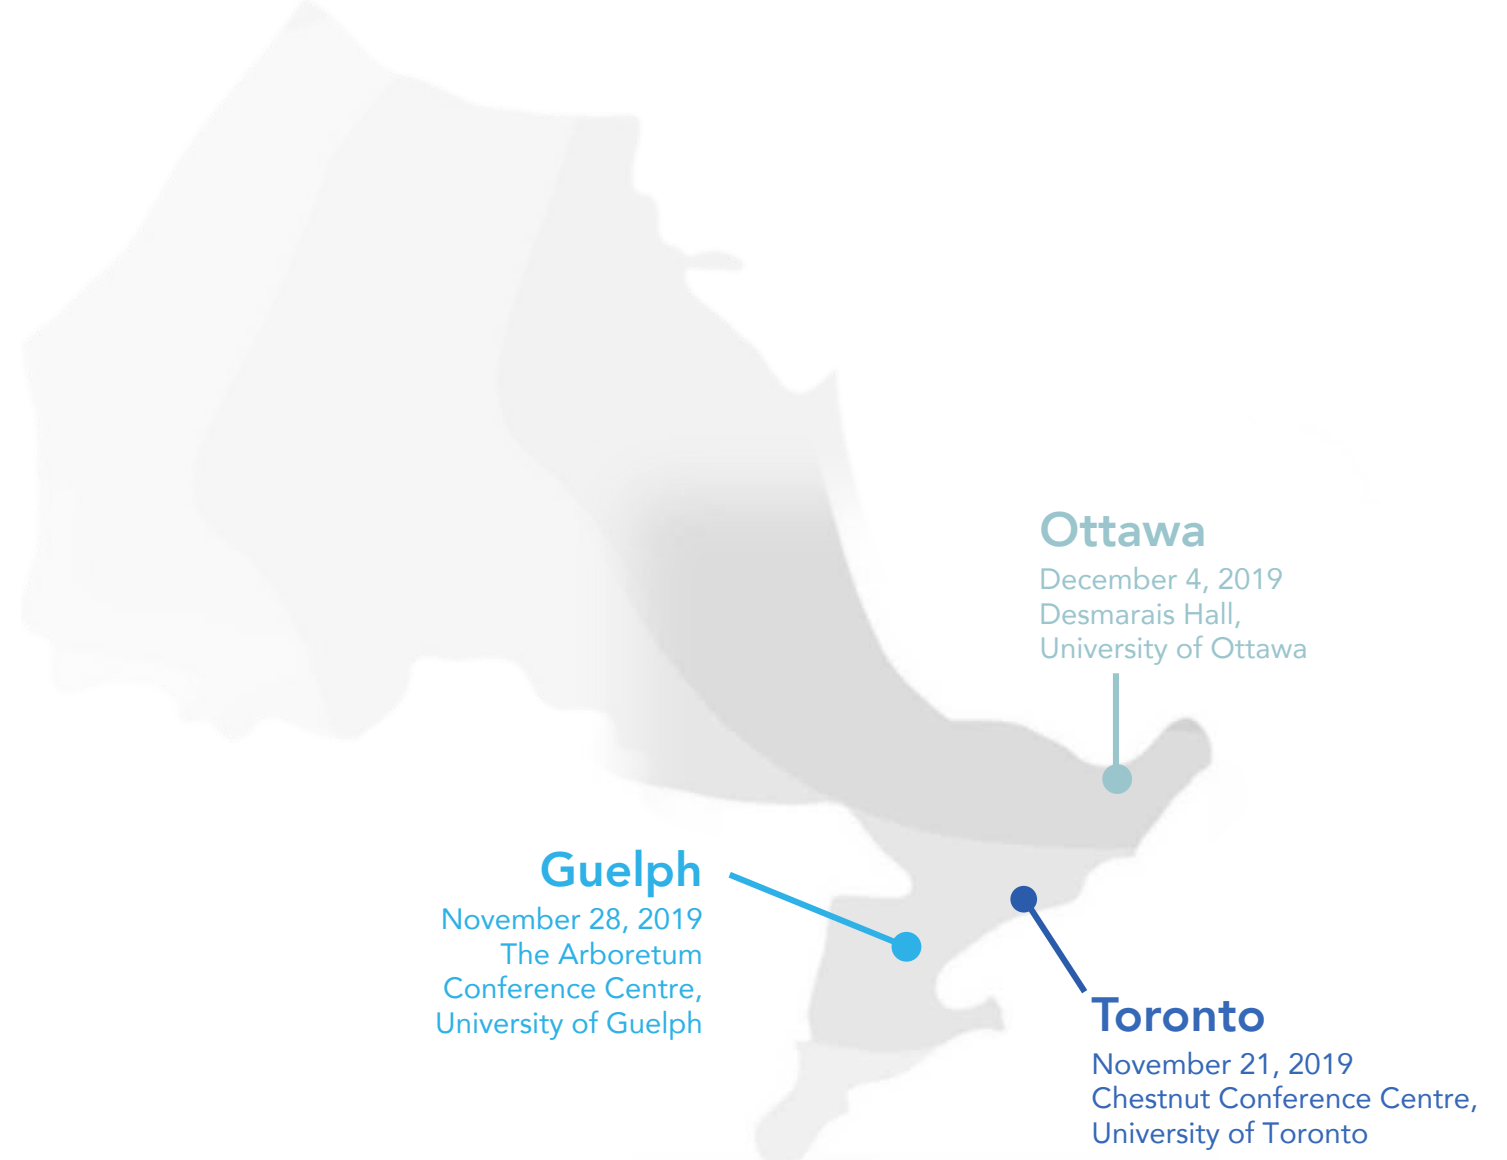 Ottawa
December 4, 2019
Desmarais Hall,
University of Ottawa
Guelph
November 28, 2019
The Arboretum
Conference Centre,
University of Guelph
Toronto
November 21, 2019
Chestnut Conference Centre,
University of Toronto